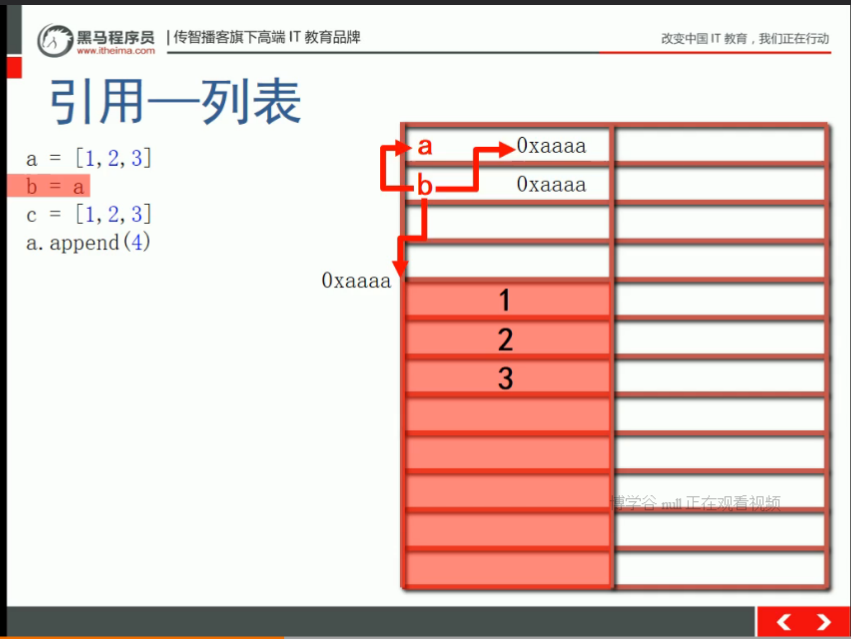 黑马程序员 | 传智播客旗下高端 IT 教育品牌
www.itheima.com
改变中国 IT 教育，我们正在行动
引用—列表
a = [1,2,3]
b = a
c = [1,2,3]
a.append(4)
a 0xaaaa
b 0xaaaa
0xaaaa
1
2
3
博学谷 null 正在观看视频